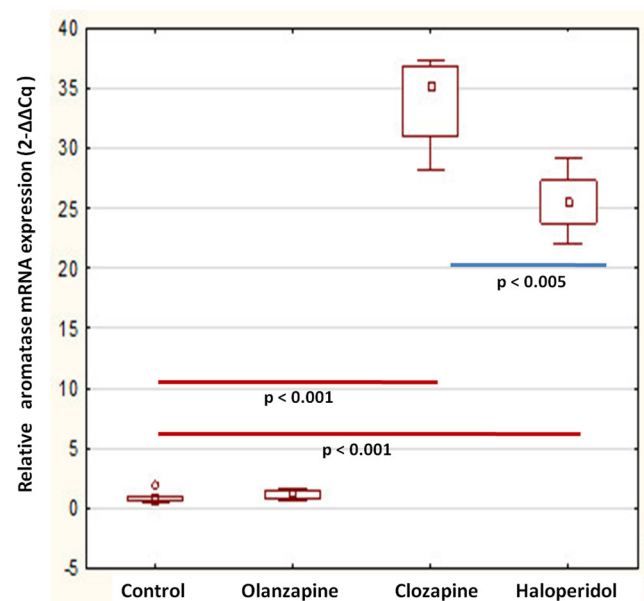 Relative aromatase mRNA expression (2-ΔΔCq)
40
35
30
25
20
15
10
5
0
-5
p < 0.005
p < 0.001
p < 0.001
Control Olanzapine Clozapine Haloperidol